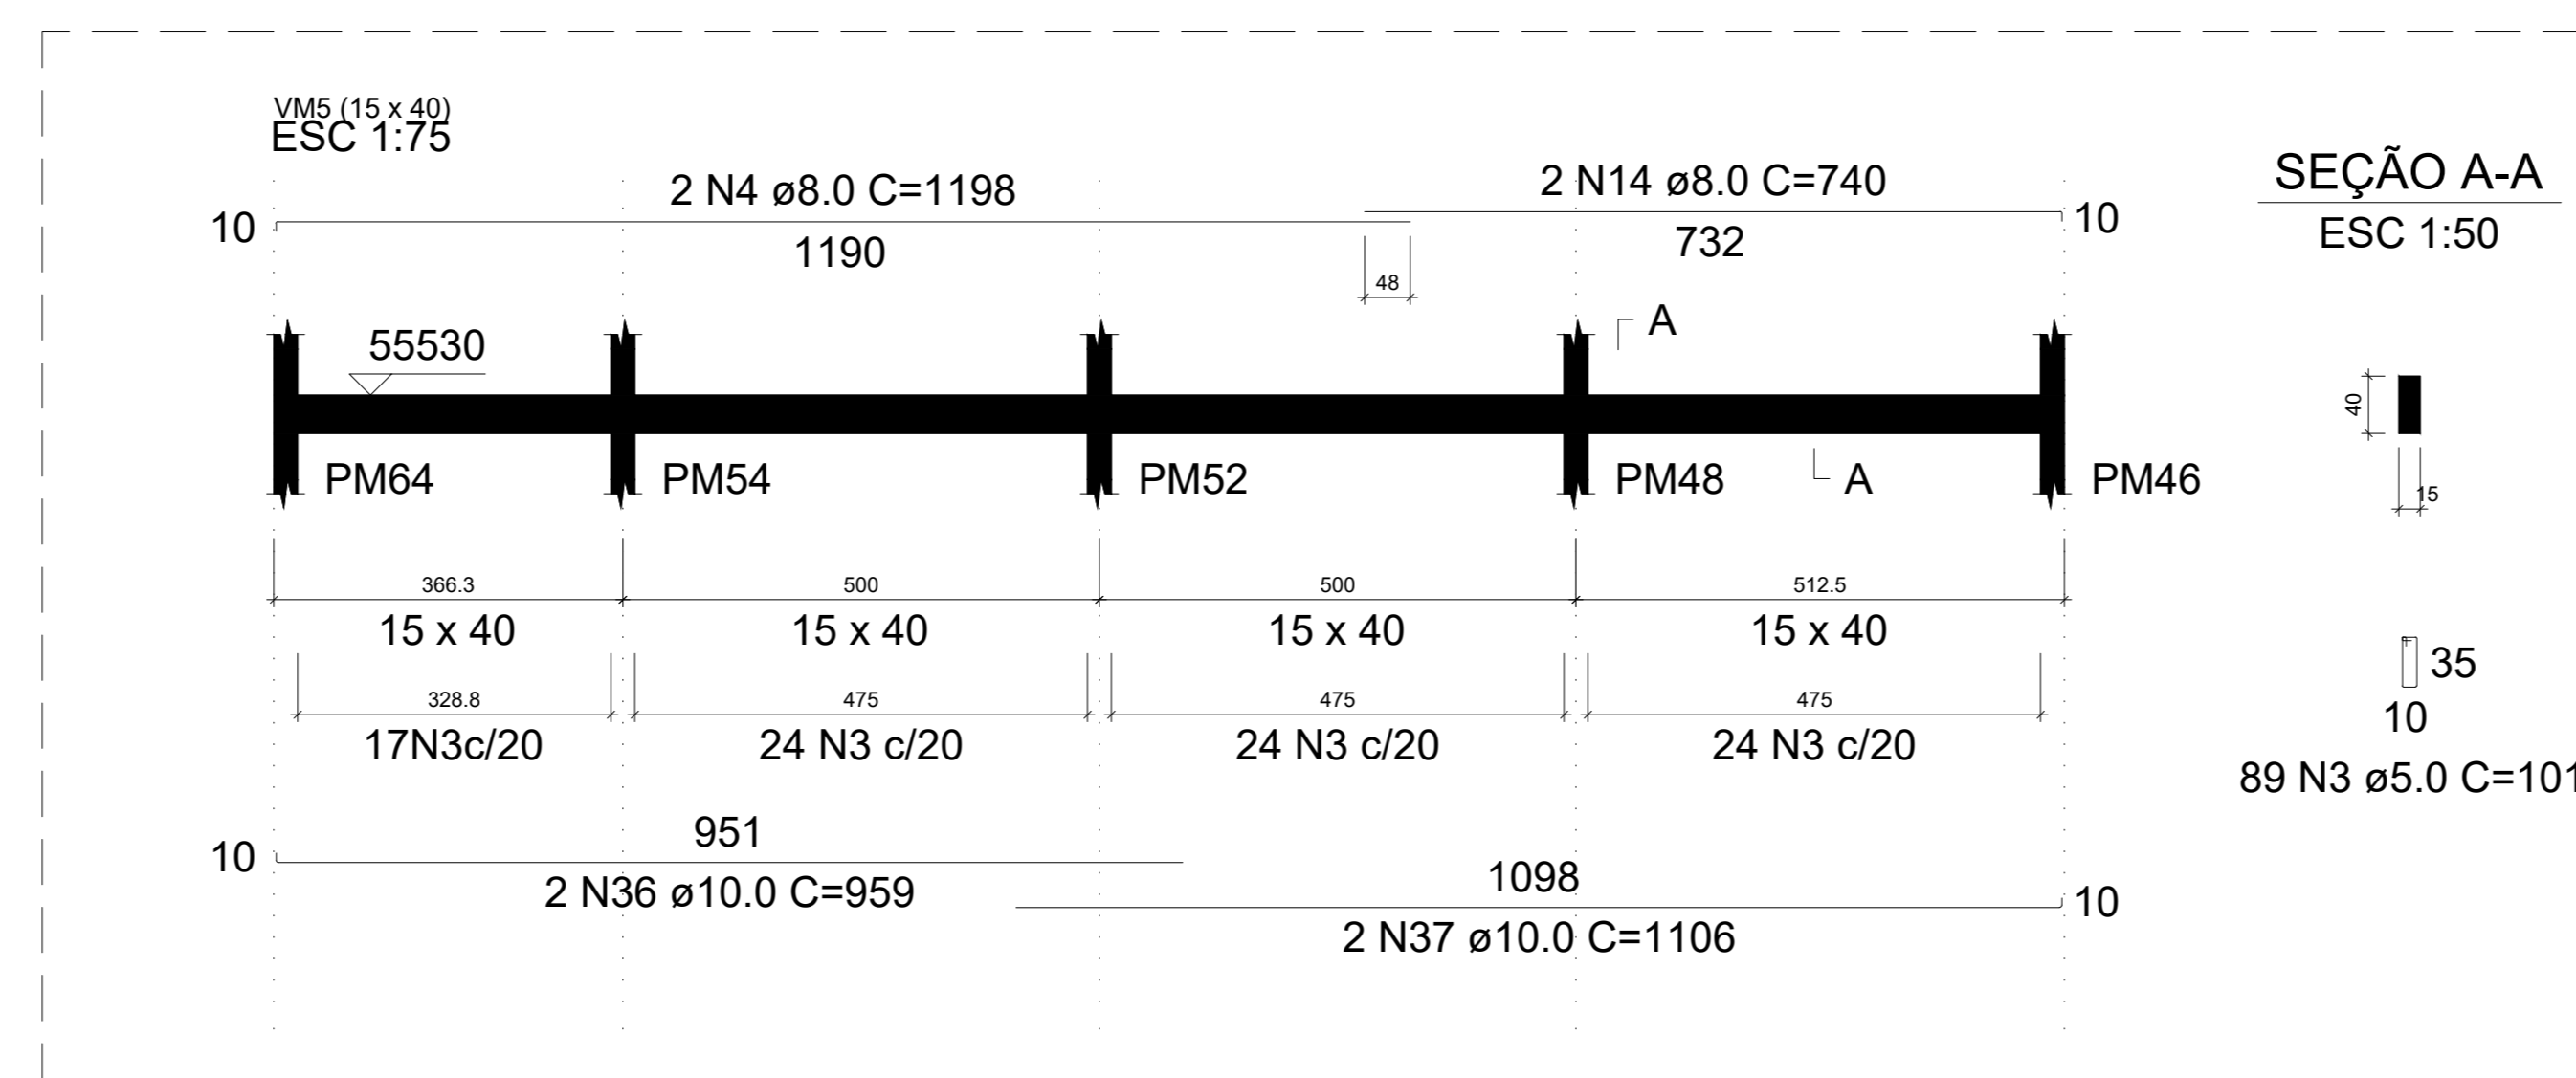 VM5 (15 x 40)
ESC 1:75
2 N4 ø8.0 C=1198
2 N14 ø8.0 C=740
10
1190
732
10
48
SEÇÃO A-A
ESC 1:50
A
55530
PM64
PM54
PM52
PM48
A
PM46
40
15
366.3
500
500
512.5
15 x 40
15 x 40
15 x 40
15 x 40
328.8
475
475
475
17N3c/20
24 N3 c/20
24 N3 c/20
24 N3 c/20
35
10
89 N3 ø5.0 C=101
951
10
2 N36 ø10.0 C=959
1098
10
2 N37 ø10.0 C=1106